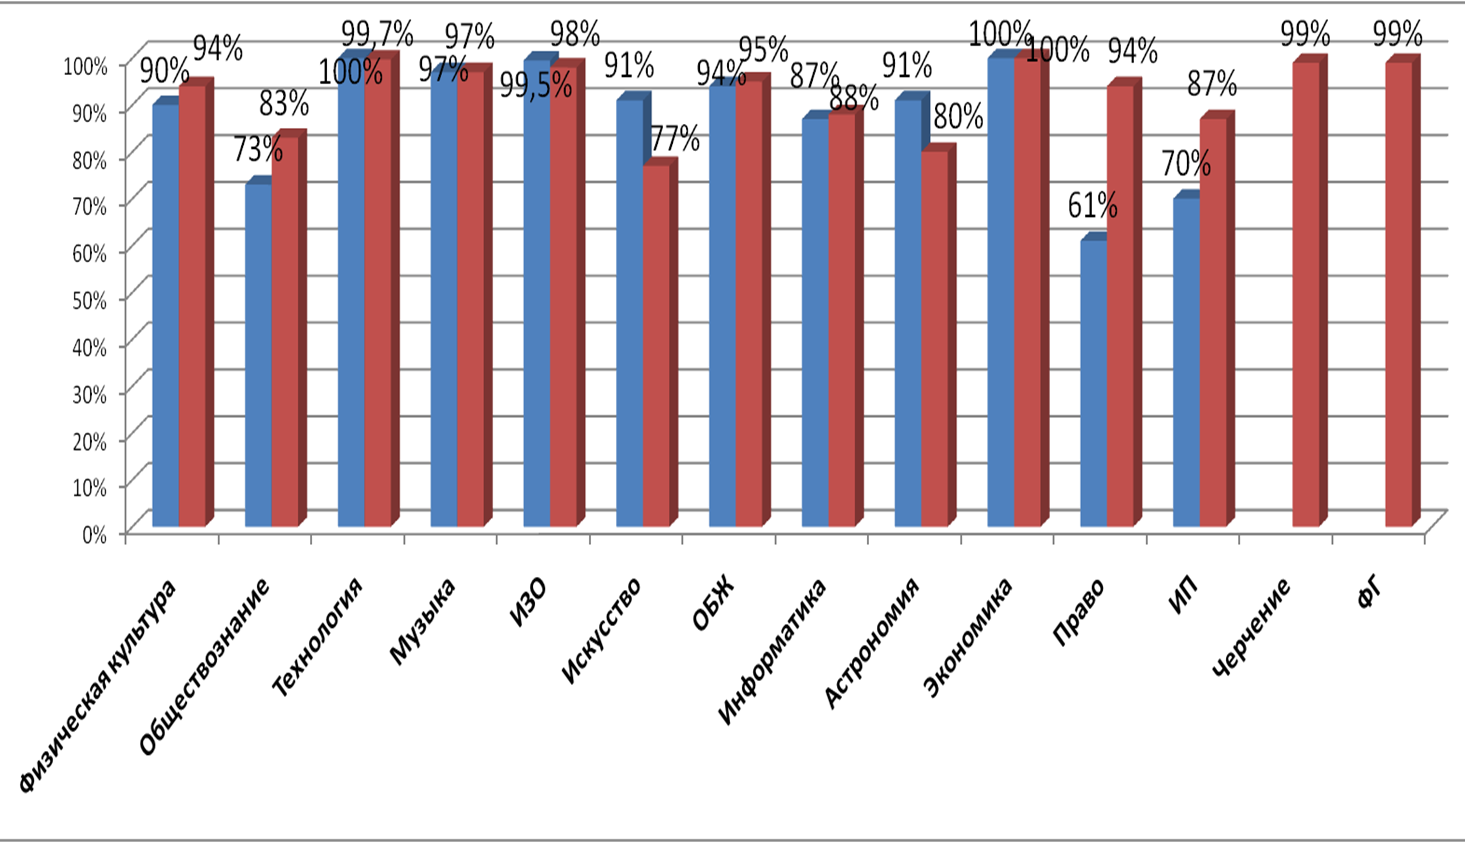 94%
99,7%
97%
98%
95%
100%
94%
99%
99%
90%
100%
97%
99,5%
91%
94%
87%
91%
100%
87%
83%
88%
80%
73%
77%
70%
61%
100%
90%
80%
70%
60%
50%
40%
30%
20%
10%
0%
Физическая культура
Обществознание
Технология
Музыка
ИЗО
Искусство
ОБЖ
Информатика
Астрономия
Экономика
Право
ИП
Черчение
ФГ